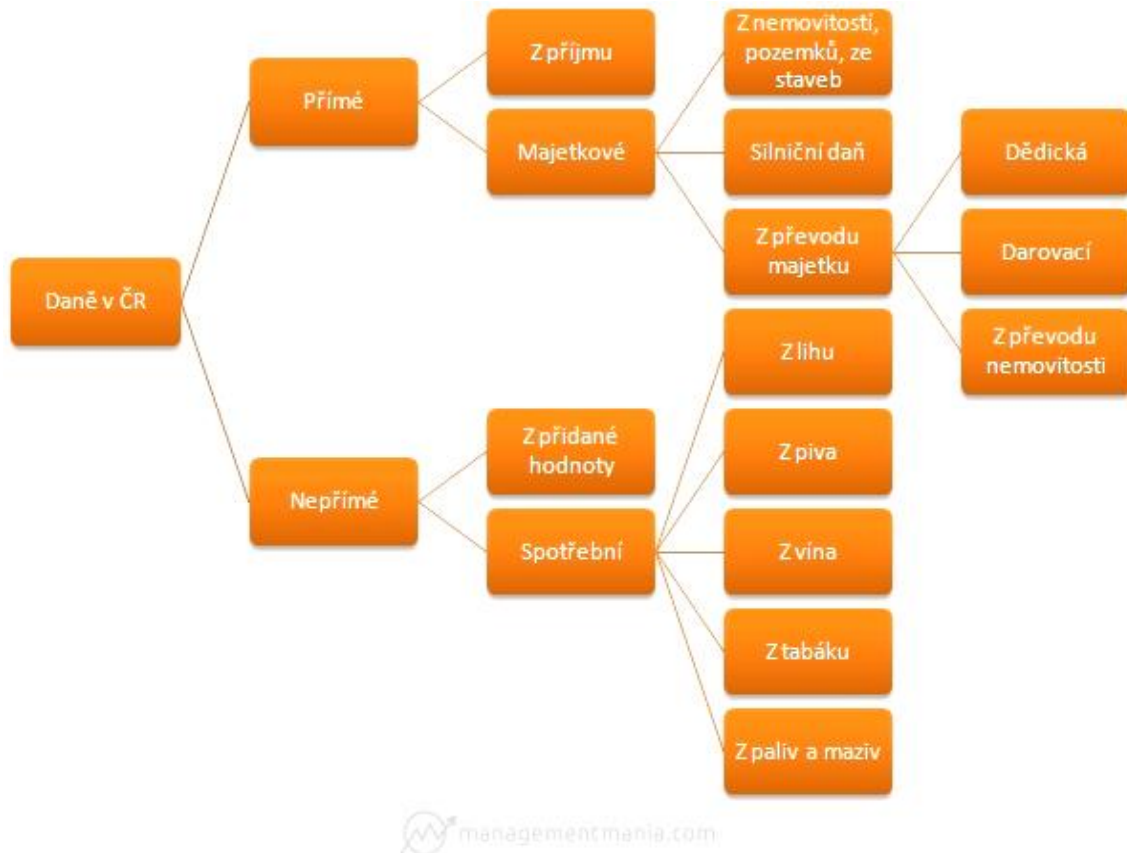 Daně v ČR
Přímé
Z příjmu
Majetkové
Z nemovitostí,
pozemků, ze
staveb
Silniční daň
Z převodu
majetku
Dědická
Darovací
Z převodu
nemovitosti
Nepřímé
Z přidané
hodnoty
Spotřební
Z lihu
Z piva
Z vína
Z tabáku
Z paliv a maziv
managementmania.com